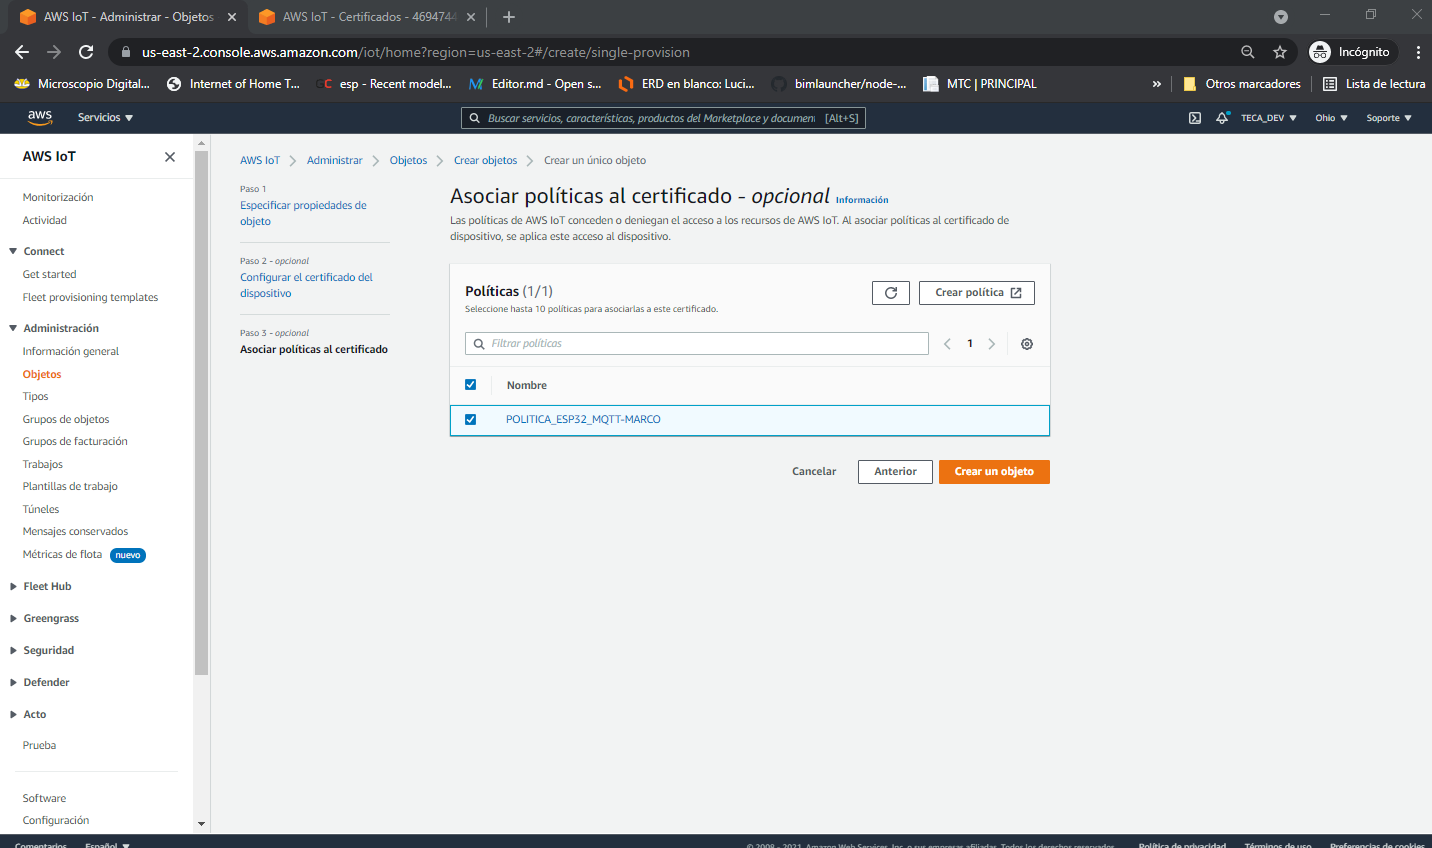 AWS IoT - Administrar - Objetos
AWS IoT - Certificados - 4694744
us-east-2.console.aws.amazon.com/iot/home?region=us-east-2#/create/single-provision
Incógnito
Microscopio Digital...
Internet of Home T...
GC
esp - Recent model...
Editor.md - Open s...
ERD en blanco: Luci...
bimlauncher/node-...
MTC | PRINCIPAL
»
Otros marcadores
Lista de lectura
aws
Servicios
Buscar servicios, características, productos del Marketplace y documen
[Alt+S]
TECA_DEV
Ohio
Soporte
AWS IoT
Monitorización
Actividad
Connect
Get started
Fleet provisioning templates
Administración
Información general
Objetos
Tipos
Grupos de objetos
Grupos de facturación
Trabajos
Plantillas de trabajo
Túneles
Mensajes conservados
Métricas de flota nuevo
Fleet Hub
Greengrass
Seguridad
Defender
Acto
Prueba
Software
Configuración
AWS IoT
Administrar
Objetos
Crear objetos
Crear un único objeto
Paso 1
Especificar propiedades de
objeto
Paso 2 - opcional
Configurar el certificado del
dispositivo
Paso 3 - opcional
Asociar políticas al certificado
Asociar políticas al certificado - opcional Información
Las políticas de AWS IoT conceden o deniegan el acceso a los recursos de AWS IoT. Al asociar políticas al certificado de
dispositivo, se aplica este acceso al dispositivo.
Políticas (1/1)
Seleccione hasta 10 políticas para asociarlas a este certificado.
Crear política
Filtrar políticas
1
Nombre
POLITICA_ESP32_MQTT-MARCO
Cancelar
Anterior
Crear un objeto
Comentarios
Español
© 2008 - 2021, Amazon Web Services, Inc. o sus empresas afiliadas. Todos los derechos reservados.
Política de privacidad
Términos de uso
Preferencias de cookies